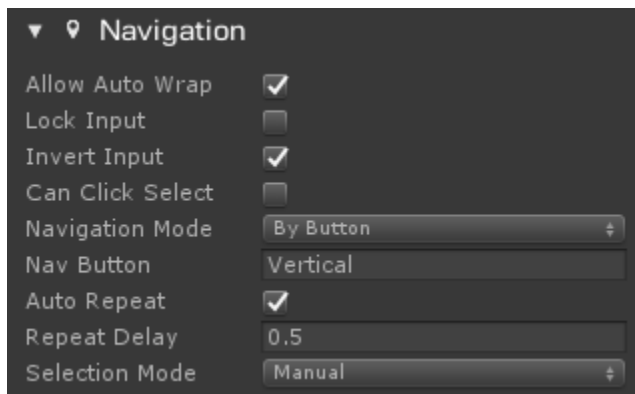 Navigation
Allow Auto Wrap
Lock Input
Invert Input
Can Click Select
Navigation Mode By Button
Nav Button Vertical
Auto Repeat
Repeat Delay 0.5
Selection Mode Manual